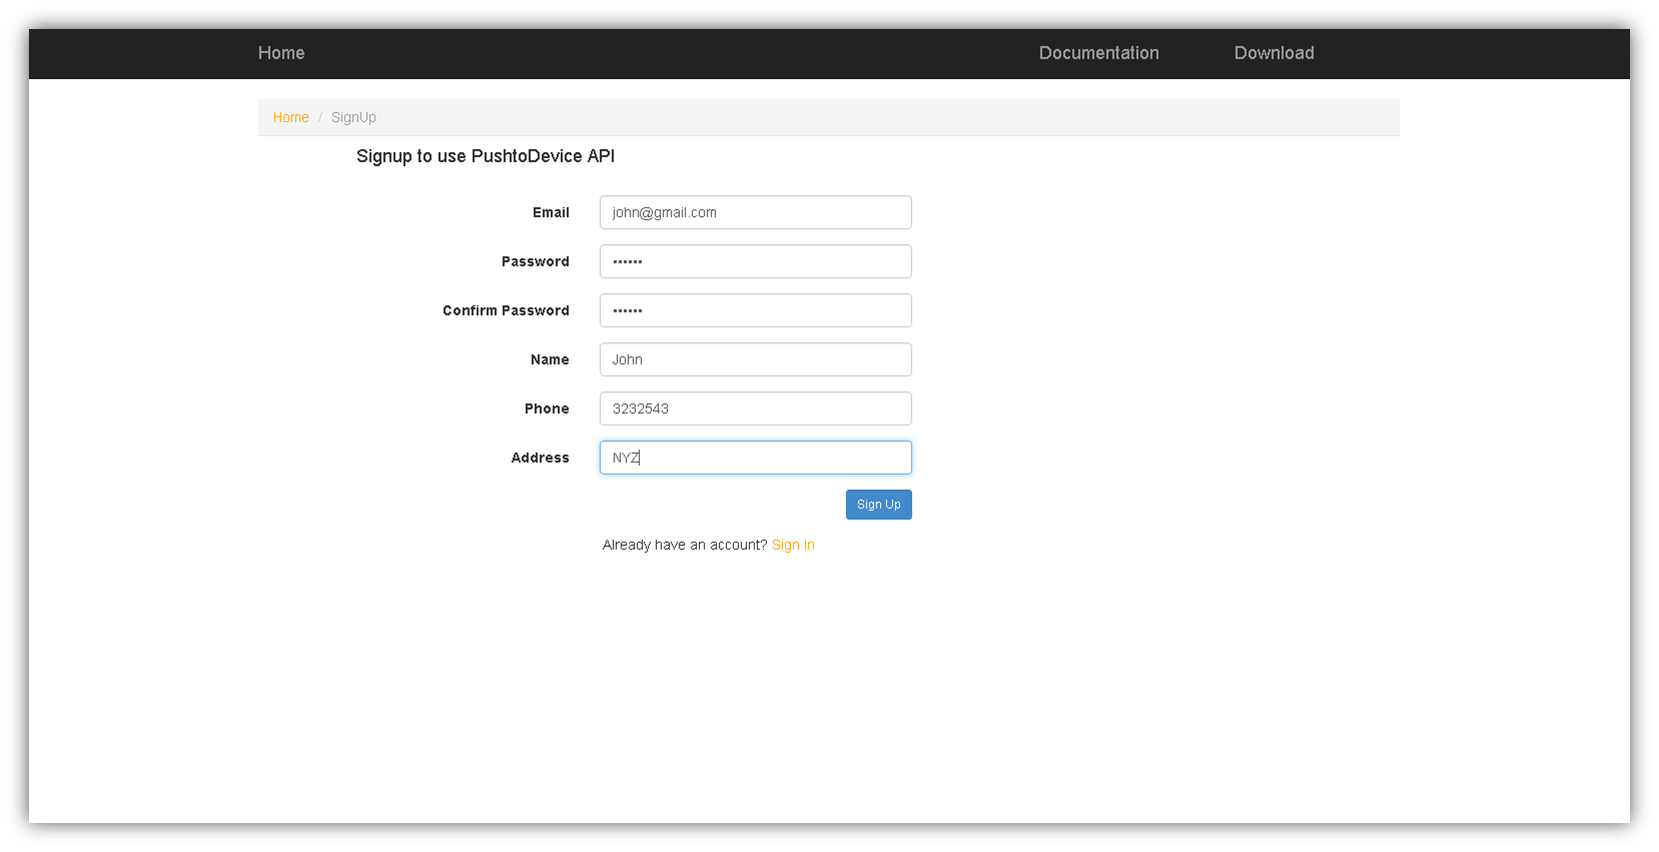 Home Documentation Download
Home / SignUp
Signup to use PushtoDevice API
Email john@gmail.com
Password ••••••
Confirm Password ••••••
Name John
Phone 3232543
Address NYZ
Sign Up
Already have an account? Sign In